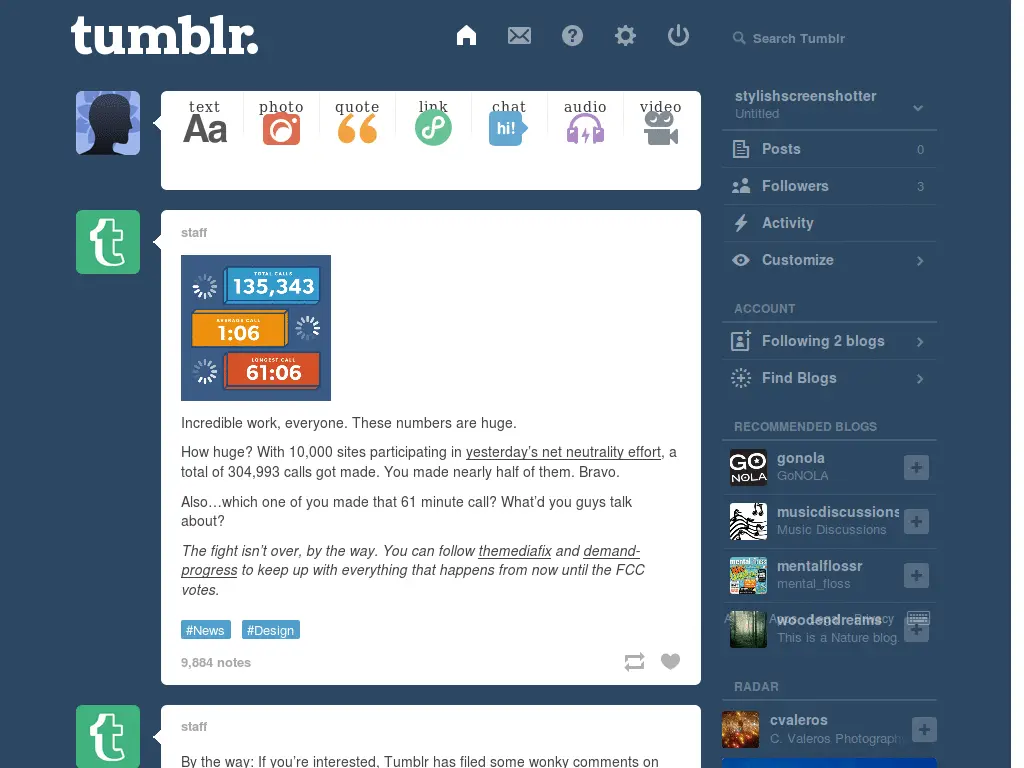 tumblr.
Search Tumblr
text photo quote link chat audio video
Aa
hi!
stylishscreenshotter
Untitled
Posts 0
Followers 3
Activity
Customize
ACCOUNT
Following 2 blogs
Find Blogs
RECOMMENDED BLOGS
GO
NOLA
gonola
GoNOLA
musicdiscussions
Music Discussions
mental_floss
mentalflossr
mental_floss
woodendreams
Legal Privacy
This is a Nature blog
RADAR
cvaleros
C. Valeros Photograph
staff
TOTAL CALLS
135,343
AVERAGE CALL
1:06
LONGEST CALL
61:06
Incredible work, everyone. These numbers are huge.
How huge? With 10,000 sites participating in yesterday's net neutrality effort, a
total of 304,993 calls got made. You made nearly half of them. Bravo.
Also…which one of you made that 61 minute call? What'd you guys talk
about?
The fight isn't over, by the way. You can follow themediafix and demand-
progress to keep up with everything that happens from now until the FCC
votes.
#News #Design
9,884 notes
staff
By the way: If you're interested, Tumblr has filed some wonky comments on